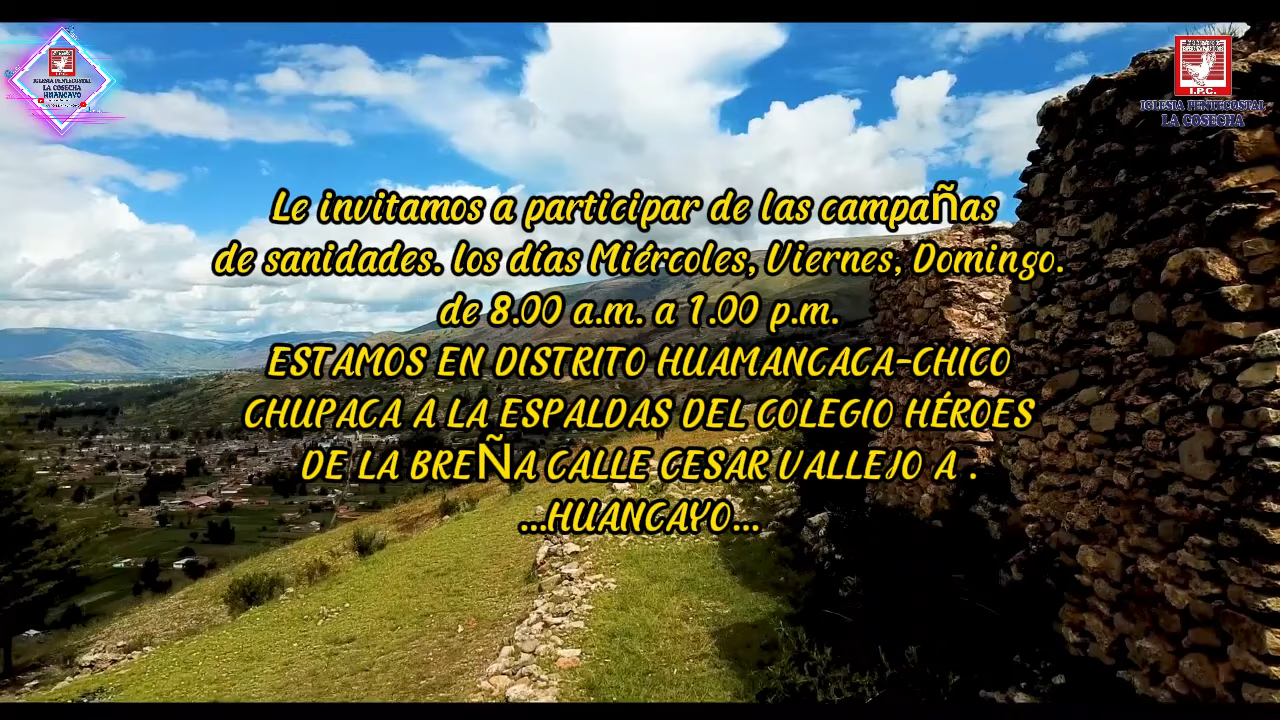 I.P.C.
IGLESIA PENTECOSTAL
LA COSECHA
HUANCAYO
I.P.C.
IGLESIA PENTECOSTAL
LA COSECHA
Le invitamos a participar de las campañas
de sanidades. los días Miércoles, Viernes, Domingo.
de 8.00 a.m. a 1.00 p.m.
ESTAMOS EN DISTRITO HUAMANCACA-CHICO
CHUPACA A LA ESPALDAS DEL COLEGIO HÉROES
DE LA BREÑA CALLE CESAR VALLEJO A .
...HUANCAYO...